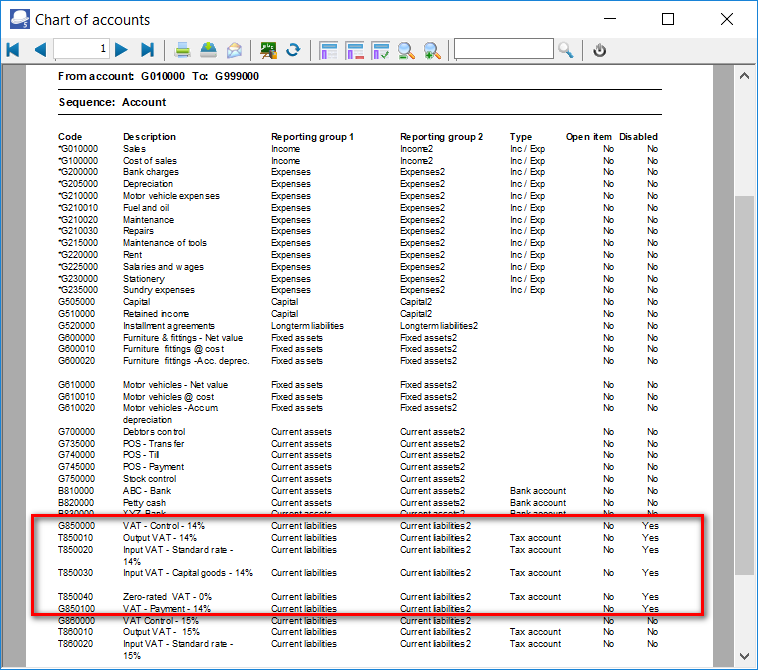 Chart of accounts
1
From account: G010000 To: G999000
Sequence: Account
Code Description Reporting group 1 Reporting group 2 Type Open item Disabled
*G010000 Sales Income Income2 Inc / Exp No No
*G100000 Cost of sales Income Income2 Inc / Exp No No
*G200000 Bank charges Expenses Expenses2 Inc / Exp No No
*G205000 Depreciation Expenses Expenses2 Inc / Exp No No
*G210000 Motor vehicle expenses Expenses Expenses2 Inc / Exp No No
*G210010 Fuel and oil Expenses Expenses2 Inc / Exp No No
*G210020 Maintenance Expenses Expenses2 Inc / Exp No No
*G210030 Repairs Expenses Expenses2 Inc / Exp No No
*G215000 Maintenance of tools Expenses Expenses2 Inc / Exp No No
*G220000 Rent Expenses Expenses2 Inc / Exp No No
*G225000 Salaries and wages Expenses Expenses2 Inc / Exp No No
*G230000 Stationery Expenses Expenses2 Inc / Exp No No
*G235000 Sundry expenses Expenses Expenses2 Inc / Exp No No
G505000 Capital Capital Capital2 No No
G510000 Retained income Capital Capital2 No No
G520000 Installment agreements Longterm liabilities Longterm liabilities2 No No
G600000 Furniture & fittings - Net value Fixed assets Fixed assets2 No No
G600010 Furniture fittings @ cost Fixed assets Fixed assets2 No No
G600020 Furniture fittings -Acc. deprec. Fixed assets Fixed assets2 No No
G610000 Motor vehicles - Net value Fixed assets Fixed assets2 No No
G610010 Motor vehicles @ cost Fixed assets Fixed assets2 No No
G610020 Motor vehicles -Accum. Fixed assets Fixed assets2 No No
depreciation
G700000 Debtors control Current assets Current assets2 No No
G735000 POS - Transfer Current assets Current assets2 No No
G740000 POS - Till Current assets Current assets2 No No
G745000 POS - Payment Current assets Current assets2 No No
G750000 Stock control Current assets Current assets2 No No
B810000 ABC - Bank Current assets Current assets2 Bank account No No
B820000 Petty cash Current assets Current assets2 Bank account No No
B830000 XYZ Bank Current assets Current assets2 Bank account No No
G850000 VAT - Control - 14% Current liabilities Current liabilities2 No Yes
T850010 Output VAT - 14% Current liabilities Current liabilities2 Tax account No Yes
T850020 Input VAT - Standard rate - Current liabilities Current liabilities2 Tax account No Yes
14%
T850030 Input VAT - Capital goods - 14% Current liabilities Current liabilities2 Tax account No Yes
T850040 Zero-rated VAT - 0% Current liabilities Current liabilities2 Tax account No Yes
G850100 VAT - Payment - 14% Current liabilities Current liabilities2 No Yes
G860000 VAT Control - 15% Current liabilities Current liabilities2 No No
T860010 Output VAT - 15% Current liabilities Current liabilities2 Tax account No No
T860020 Input VAT - Standard rate - Current liabilities Current liabilities2 Tax account No No
15%